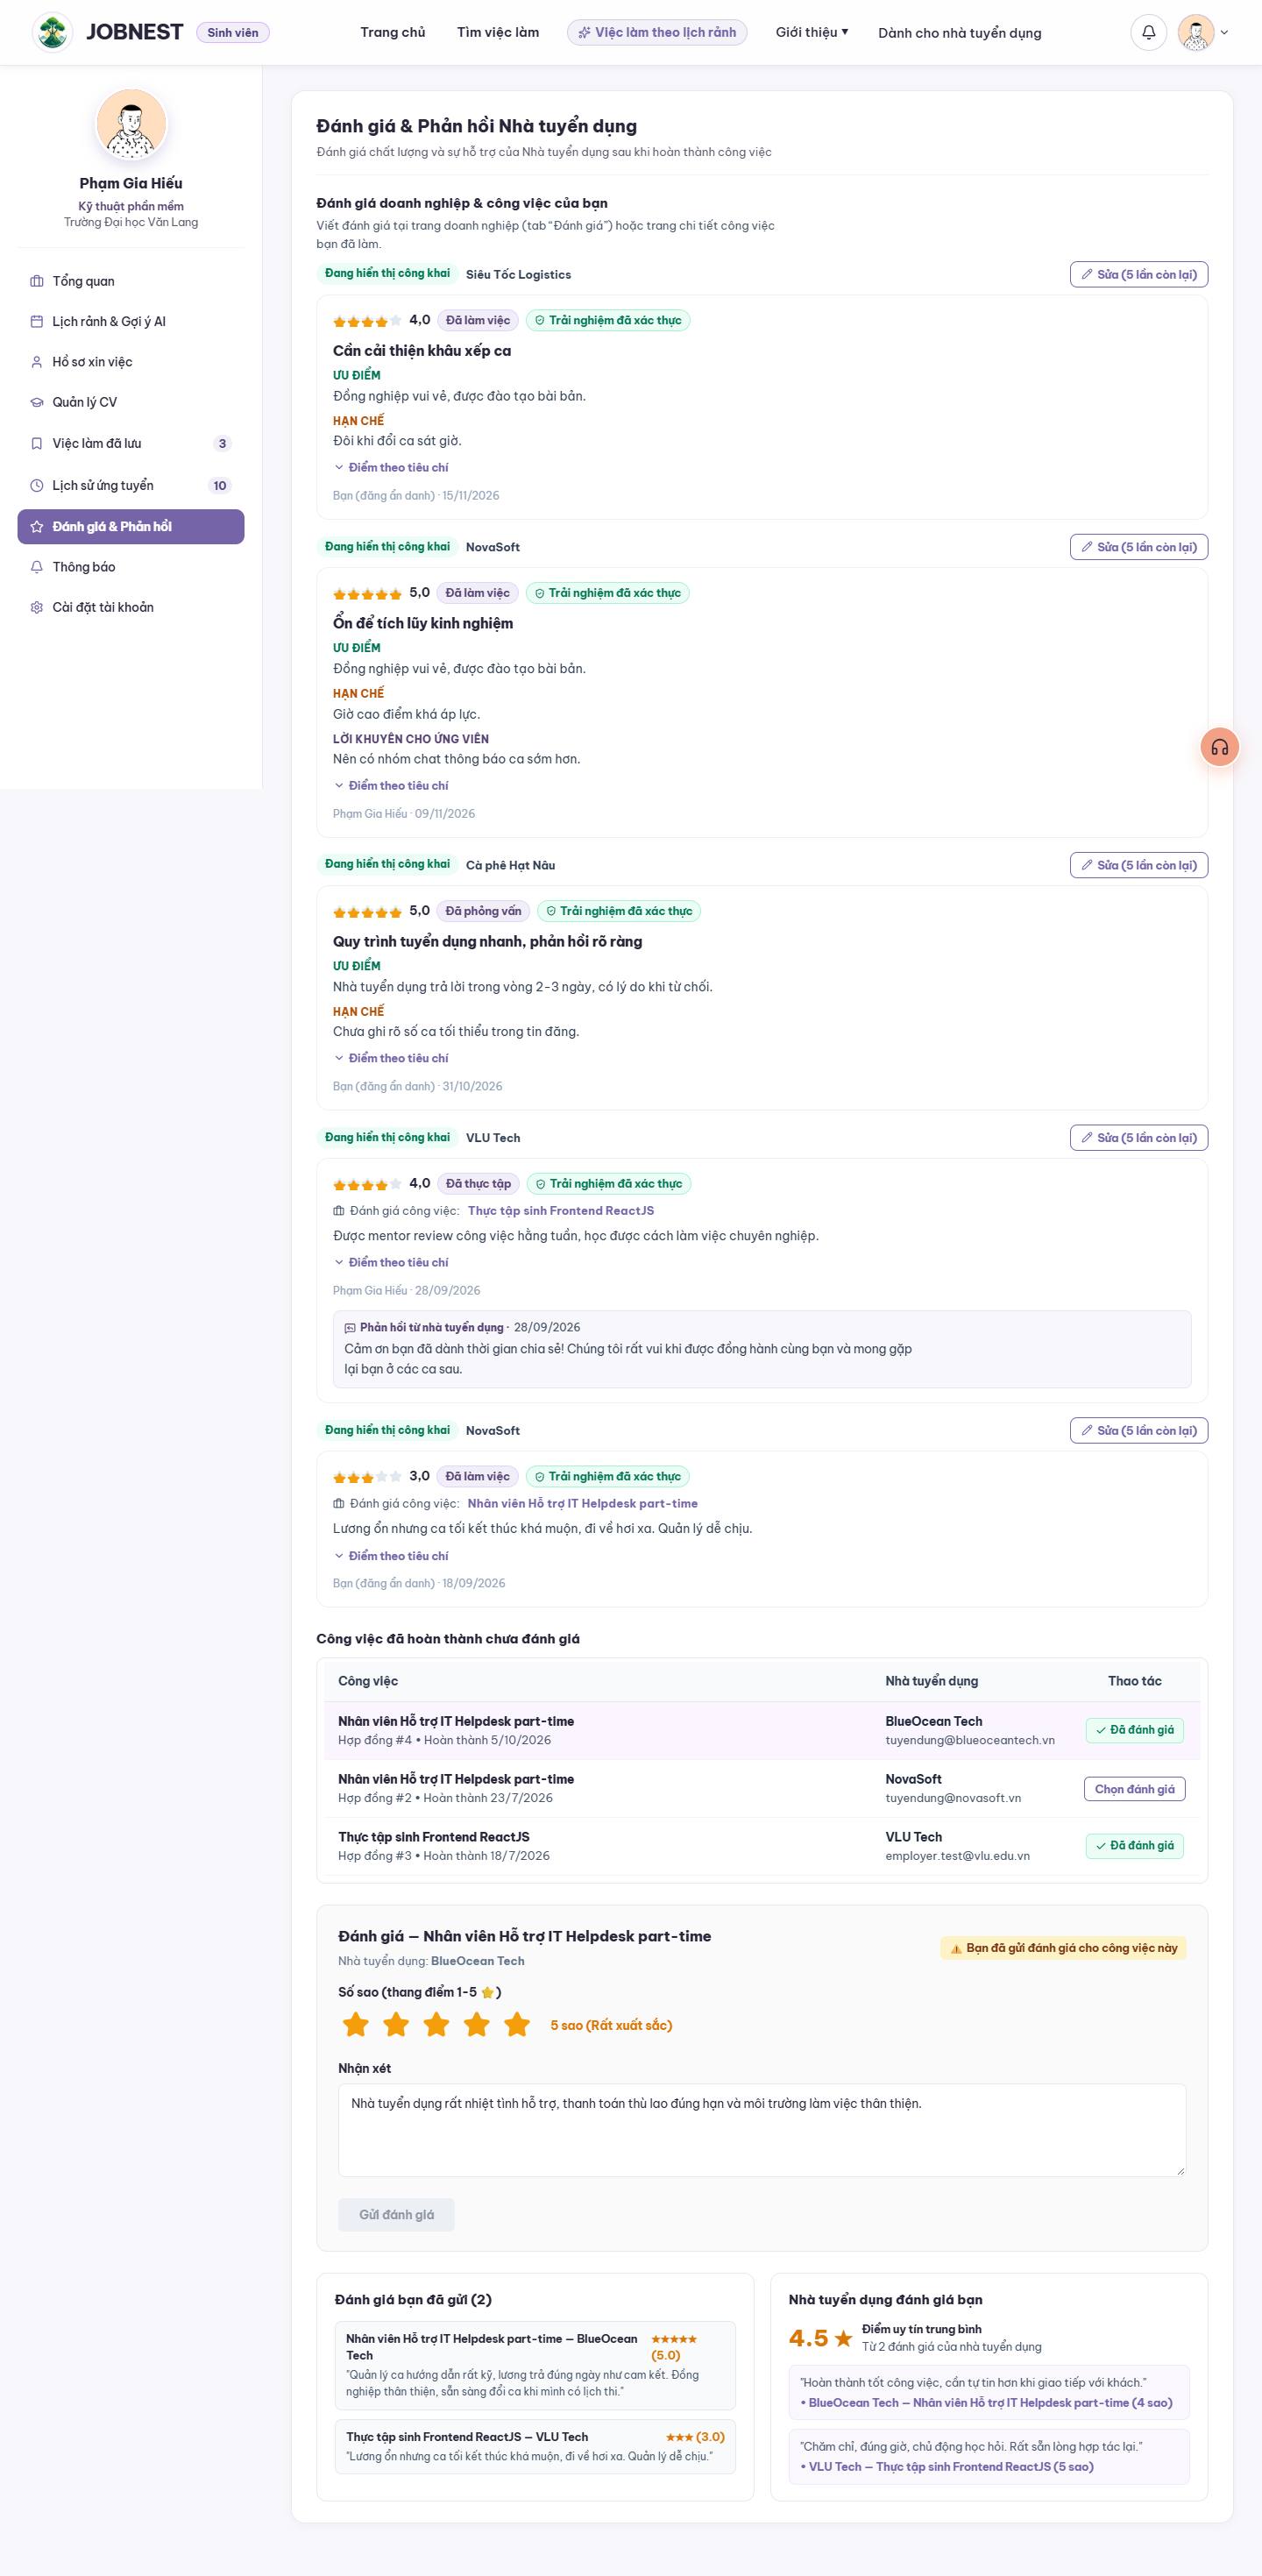 JOBNEST
Sinh viên
Trang chủ
Tìm việc làm
Việc làm theo lịch rảnh
Giới thiệu ▼
Dành cho nhà tuyển dụng
Phạm Gia Hiếu
Kỹ thuật phần mềm
Trường Đại học Văn Lang
Tổng quan
Lịch rảnh & Gợi ý AI
Hồ sơ xin việc
Quản lý CV
Việc làm đã lưu 3
Lịch sử ứng tuyển 10
Đánh giá & Phản hồi
Thông báo
Cài đặt tài khoản
Đánh giá & Phản hồi Nhà tuyển dụng
Đánh giá chất lượng và sự hỗ trợ của Nhà tuyển dụng sau khi hoàn thành công việc
Đánh giá doanh nghiệp & công việc của bạn
Viết đánh giá tại trang doanh nghiệp (tab “Đánh giá”) hoặc trang chi tiết công việc
bạn đã làm.
Đang hiển thị công khai Siêu Tốc Logistics Sửa (5 lần còn lại)
4,0 Đã làm việc Trải nghiệm đã xác thực
Cần cải thiện khâu xếp ca
ƯU ĐIỂM
Đồng nghiệp vui vẻ, được đào tạo bài bản.
HẠN CHẾ
Đôi khi đổi ca sát giờ.
Điểm theo tiêu chí
Bạn (đăng ẩn danh) · 15/11/2026
Đang hiển thị công khai NovaSoft Sửa (5 lần còn lại)
5,0 Đã làm việc Trải nghiệm đã xác thực
Ổn để tích lũy kinh nghiệm
ƯU ĐIỂM
Đồng nghiệp vui vẻ, được đào tạo bài bản.
HẠN CHẾ
Giờ cao điểm khá áp lực.
LỜI KHUYÊN CHO ỨNG VIÊN
Nên có nhóm chat thông báo ca sớm hơn.
Điểm theo tiêu chí
Phạm Gia Hiếu · 09/11/2026
Đang hiển thị công khai Cà phê Hạt Nâu Sửa (5 lần còn lại)
5,0 Đã phỏng vấn Trải nghiệm đã xác thực
Quy trình tuyển dụng nhanh, phản hồi rõ ràng
ƯU ĐIỂM
Nhà tuyển dụng trả lời trong vòng 2-3 ngày, có lý do khi từ chối.
HẠN CHẾ
Chưa ghi rõ số ca tối thiểu trong tin đăng.
Điểm theo tiêu chí
Bạn (đăng ẩn danh) · 31/10/2026
Đang hiển thị công khai VLU Tech Sửa (5 lần còn lại)
4,0 Đã thực tập Trải nghiệm đã xác thực
Đánh giá công việc: Thực tập sinh Frontend ReactJS
Được mentor review công việc hằng tuần, học được cách làm việc chuyên nghiệp.
Điểm theo tiêu chí
Phạm Gia Hiếu · 28/09/2026
Phản hồi từ nhà tuyển dụng · 28/09/2026
Cảm ơn bạn đã dành thời gian chia sẻ! Chúng tôi rất vui khi được đồng hành cùng bạn và mong gặp
lại bạn ở các ca sau.
Đang hiển thị công khai NovaSoft Sửa (5 lần còn lại)
3,0 Đã làm việc Trải nghiệm đã xác thực
Đánh giá công việc: Nhân viên Hỗ trợ IT Helpdesk part-time
Lương ổn nhưng ca tối kết thúc khá muộn, đi về hơi xa. Quản lý dễ chịu.
Điểm theo tiêu chí
Bạn (đăng ẩn danh) · 18/09/2026
Công việc đã hoàn thành chưa đánh giá
Công việc Nhà tuyển dụng Thao tác
Nhân viên Hỗ trợ IT Helpdesk part-time BlueOcean Tech
Hợp đồng #4 • Hoàn thành 5/10/2026 tuyendung@blueoceantech.vn Đã đánh giá
Nhân viên Hỗ trợ IT Helpdesk part-time NovaSoft
Hợp đồng #2 • Hoàn thành 23/7/2026 tuyendung@novasoft.vn Chọn đánh giá
Thực tập sinh Frontend ReactJS VLU Tech
Hợp đồng #3 • Hoàn thành 18/7/2026 employer.test@vlu.edu.vn Đã đánh giá
Đánh giá — Nhân viên Hỗ trợ IT Helpdesk part-time
Nhà tuyển dụng: BlueOcean Tech
⚠️ Bạn đã gửi đánh giá cho công việc này
Số sao (thang điểm 1-5 ⭐)
5 sao (Rất xuất sắc)
Nhận xét
Nhà tuyển dụng rất nhiệt tình hỗ trợ, thanh toán thù lao đúng hạn và môi trường làm việc thân thiện.
Gửi đánh giá
Đánh giá bạn đã gửi (2)
Nhân viên Hỗ trợ IT Helpdesk part-time — BlueOcean ★★★★★
Tech (5.0)
"Quản lý ca hướng dẫn rất kỹ, lương trả đúng ngày như cam kết. Đồng
nghiệp thân thiện, sẵn sàng đổi ca khi mình có lịch thi."
Thực tập sinh Frontend ReactJS — VLU Tech ★★★ (3.0)
"Lương ổn nhưng ca tối kết thúc khá muộn, đi về hơi xa. Quản lý dễ chịu."
Nhà tuyển dụng đánh giá bạn
4.5 ★ Điểm uy tín trung bình
Từ 2 đánh giá của nhà tuyển dụng
"Hoàn thành tốt công việc, cần tự tin hơn khi giao tiếp với khách."
• BlueOcean Tech — Nhân viên Hỗ trợ IT Helpdesk part-time (4 sao)
"Chăm chỉ, đúng giờ, chủ động học hỏi. Rất sẵn lòng hợp tác lại."
• VLU Tech — Thực tập sinh Frontend ReactJS (5 sao)